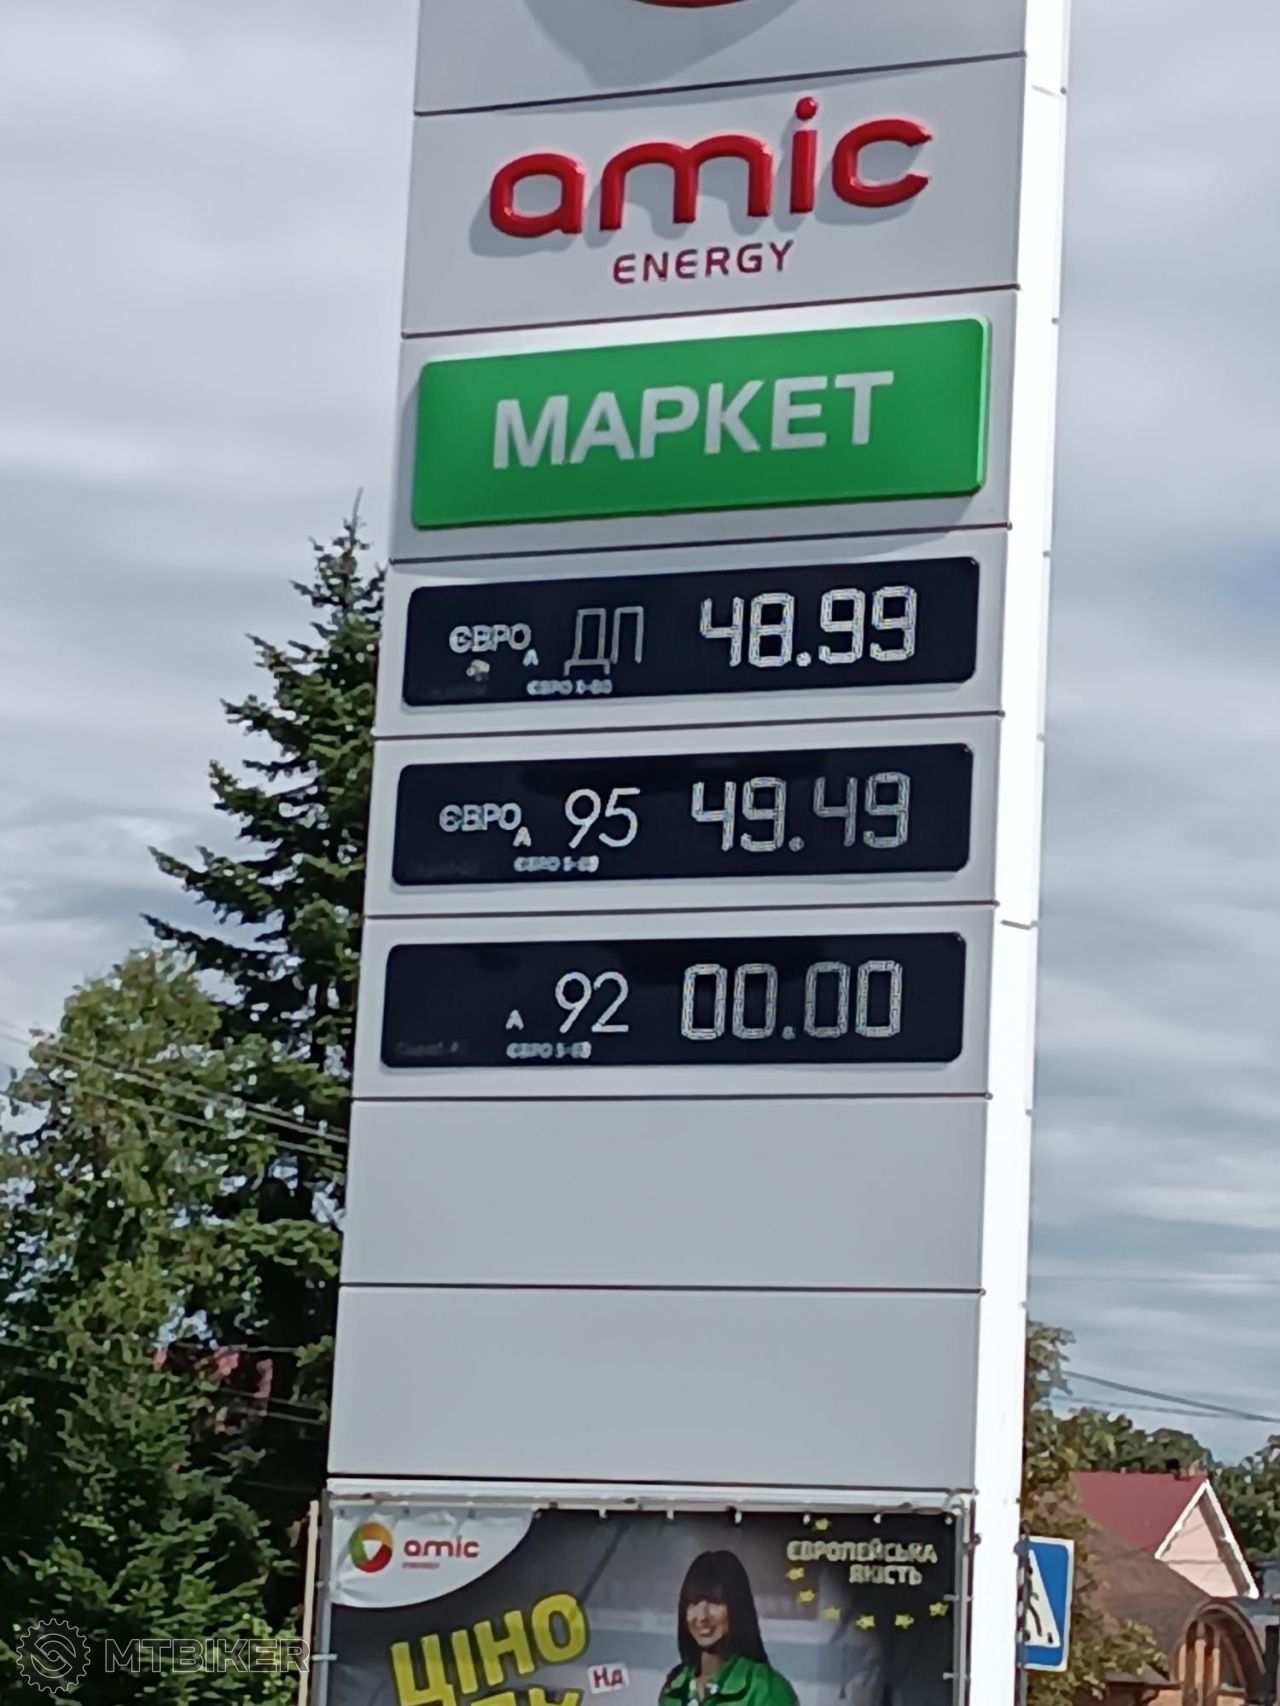 amic
ENERGY
МАРКЕТ
ЄВРО ДП 48.99
А
ЄВРО 95 49.49
А
92 00.00
А
amic
ENERGY
ЄВРОПЕЙСЬКА
ЯКІСТЬ
ЦІНО
НА
MTBIKER